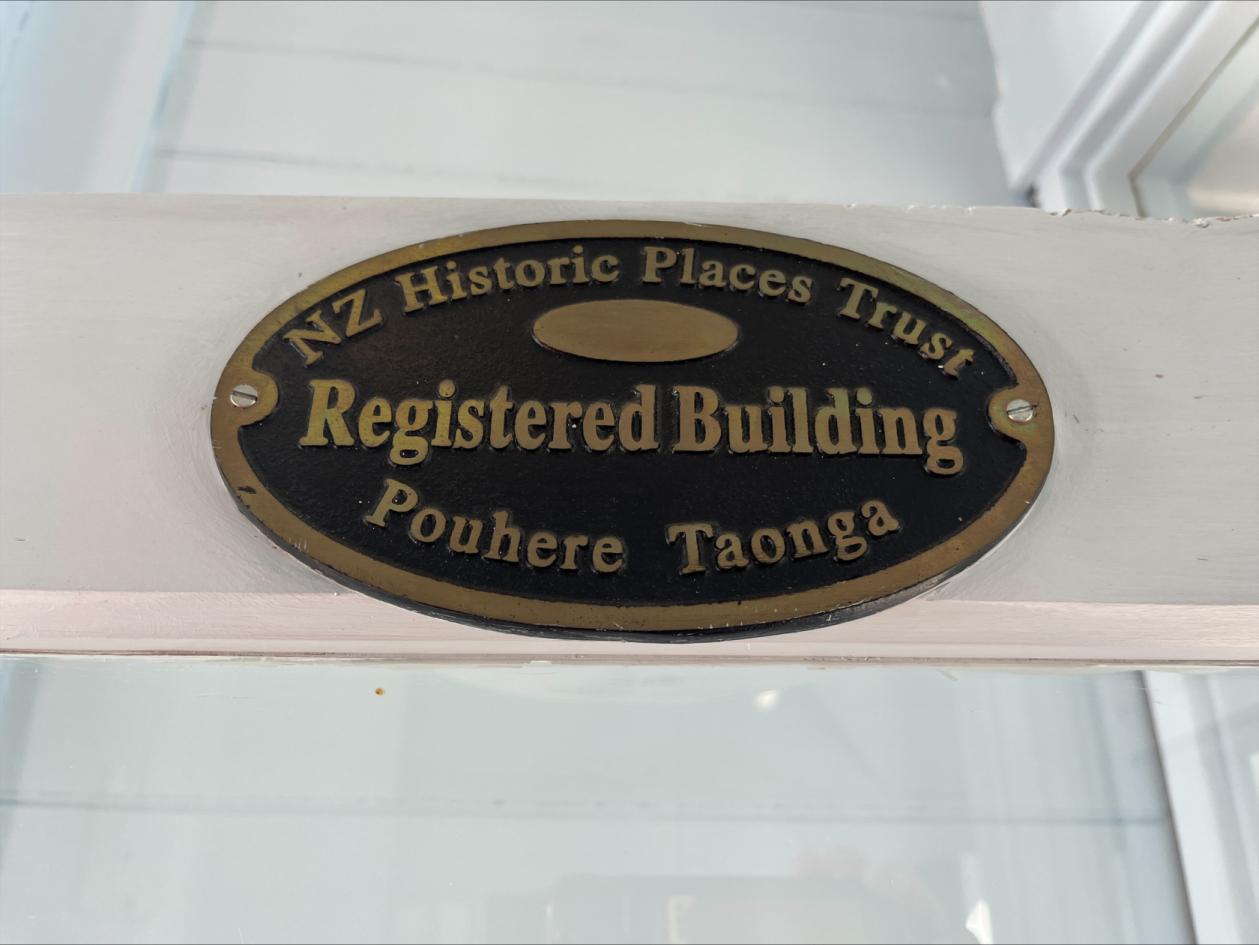 NZ Historic Places Trust
Registered Building
Pouhere Taonga